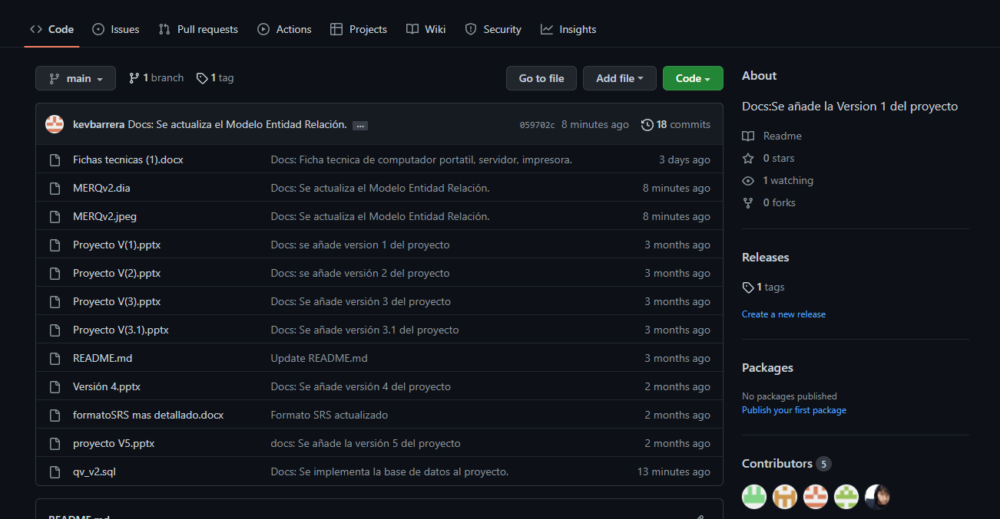 Code Issues Pull requests Actions Projects Wiki Security Insights
main 1 branch 1 tag Go to file Add file Code
kevbarrera Docs: Se actualiza el Modelo Entidad Relación. ... 059702c 8 minutes ago 18 commits
Fichas tecnicas (1).docx Docs: Ficha tecnica de computador portatil, servidor, impresora. 3 days ago
MERQv2.dia Docs: Se actualiza el Modelo Entidad Relación. 8 minutes ago
MERQv2.jpeg Docs: Se actualiza el Modelo Entidad Relación. 8 minutes ago
Proyecto V(1).pptx Docs: se añade version 1 del proyecto 3 months ago
Proyecto V(2).pptx Docs: se añade versión 2 del proyecto 3 months ago
Proyecto V(3).pptx Docs: Se añade versión 3 del proyecto 3 months ago
Proyecto V(3.1).pptx Docs: Se añade versión 3.1 del proyecto 3 months ago
README.md Update README.md 3 months ago
Versión 4.pptx Docs: Se añade versión 4 del proyecto 2 months ago
formatoSRS mas detallado.docx Formato SRS actualizado 2 months ago
proyecto V5.pptx docs: Se añade la versión 5 del proyecto 2 months ago
qv_v2.sql Docs: Se implementa la base de datos al proyecto. 13 minutes ago
README.md
About
Docs:Se añade la Version 1 del proyecto
Readme
0 stars
1 watching
0 forks
Releases
1 tags
Create a new release
Packages
No packages published
Publish your first package
Contributors 5